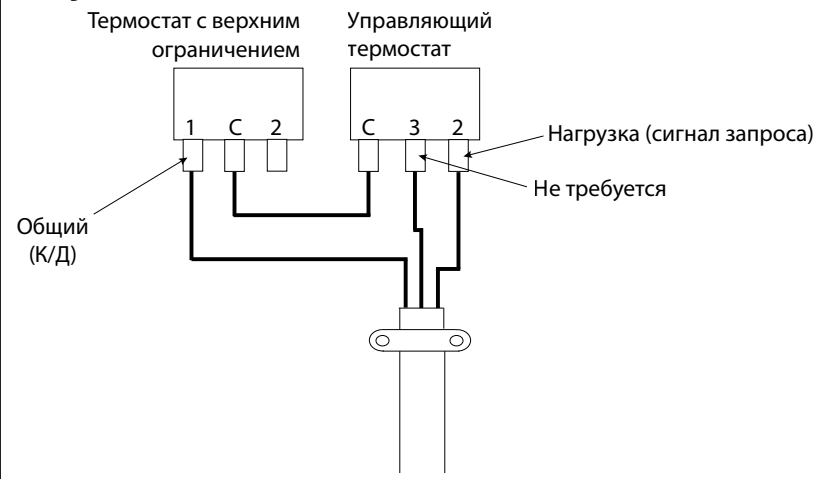 Термостат с верхним
ограничением
Управляющий
термостат
1 C 2
C 3 2
Нагрузка (сигнал запроса)
Не требуется
Общий
(К/Д)